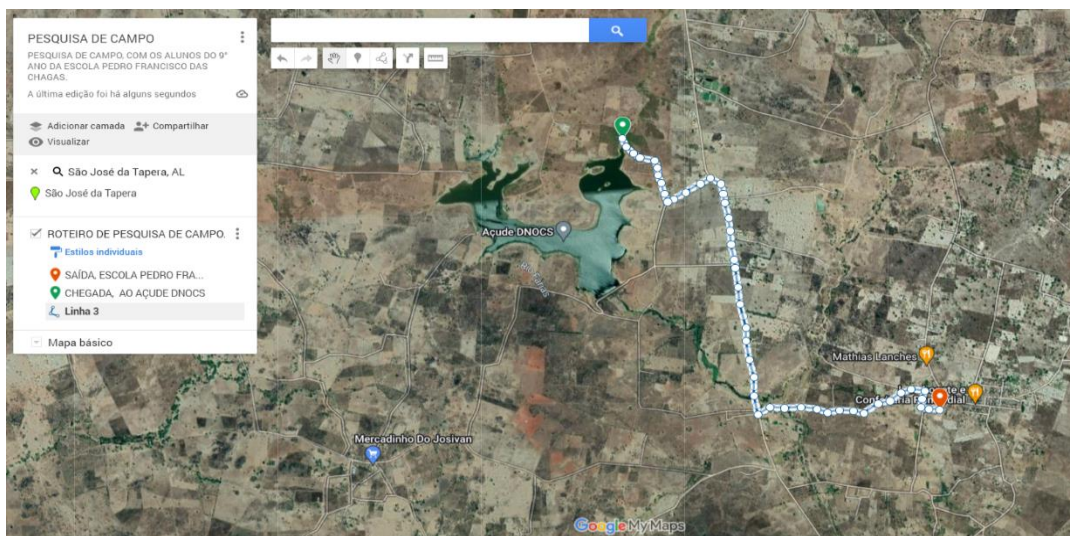 PESQUISA DE CAMPO
PESQUISA DE CAMPO, COM OS ALUNOS DO 9°
ANO DA ESCOLA PEDRO FRANCISCO DAS
CHAGAS.
A última edição foi há alguns segundos
Adicionar camada Compartilhar
Visualizar
São José da Tapera, AL
São José da Tapera
ROTEIRO DE PESQUISA DE CAMPO.
Estilos individuais
SAÍDA, ESCOLA PEDRO FRA...
CHEGADA, AO AÇUDE DNOCS
Linha 3
Mapa básico
Açude DNOCS
Mathias Lanches
Mercadinho Do Josivan
Google My Maps